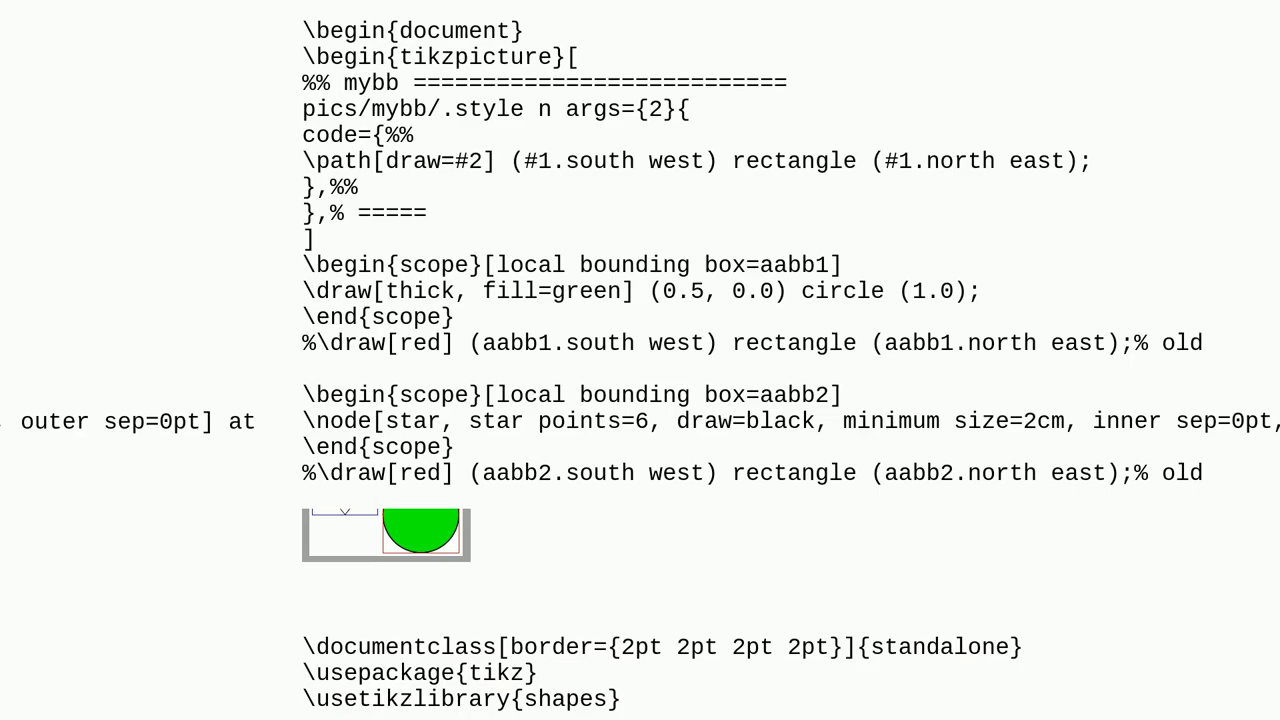 \begin{document}
\begin{tikzpicture}[
%% mybb ===========================
pics/mybb/.style n args={2}{
code={%%
\path[draw=#2] (#1.south west) rectangle (#1.north east);
},%%
},% =====
]
\begin{scope}[local bounding box=aabb1]
\draw[thick, fill=green] (0.5, 0.0) circle (1.0);
\end{scope}
%\draw[red] (aabb1.south west) rectangle (aabb1.north east);% old
\begin{scope}[local bounding box=aabb2]
, outer sep=0pt] at
\node[star, star points=6, draw=black, minimum size=2cm, inner sep=0pt,
\end{scope}
%\draw[red] (aabb2.south west) rectangle (aabb2.north east);% old
\documentclass[border={2pt 2pt 2pt 2pt}]{standalone}
\usepackage{tikz}
\usetikzlibrary{shapes}